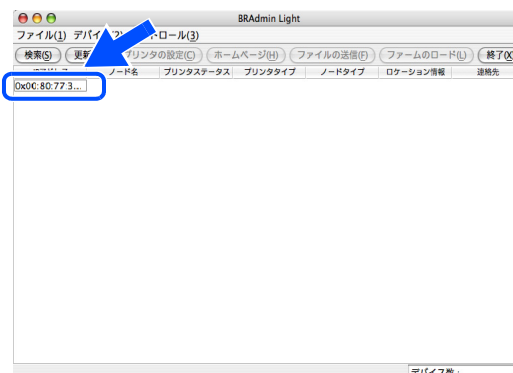 BRAdmin Light
ファイル(1) デバイ ロール(3)
検索(S) プリンタの設定(C) ホームページ(H) ファイルの送信(F) ファームのロード(L) 終了(X
ノード名 プリンタステータス プリンタタイプ ノードタイプ ロケーション情報 連絡先
0x00:80:77:3...
デバイス数: